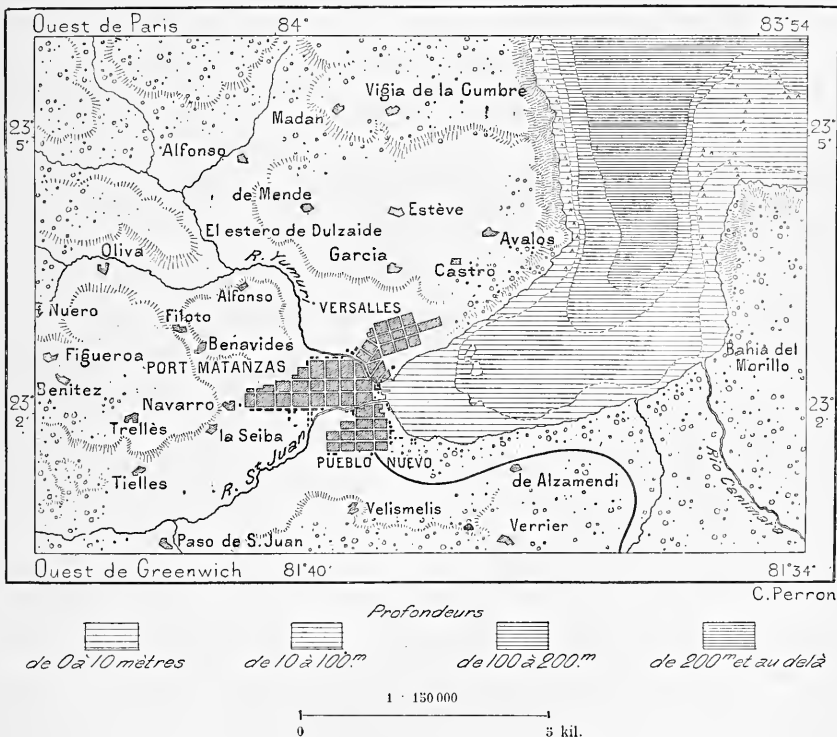 Ouest de Paris 84° 83°54'
Vigia de la Cumbre
Madan
23° 5'
23° 5'
Alfonso
de Mende
Estève
El estero de Dulzaide
Avalos
Oliva
R. Yumuri
Garcia
Castro
Alfonso
Nuero
VERSALLES
Filoto
Benavides
Bahia del Morillo
Figueroa
PORT MATANZAS
Benitez
23° 2'
Navarro
23° 2'
Trellès
la Seiba
R. St Juan
PUEBLO NUEVO
Tielles
de Alzamendi
Velismelis
Verrier
Paso de S. Juan
Ouest de Greenwich 81°40' 81°34'
C. Perron
Profondeurs
de 0 à 10 mètres de 10 à 100.m de 100 à 200.m de 200m et au delà
1 : 150 000
0 5 kil.